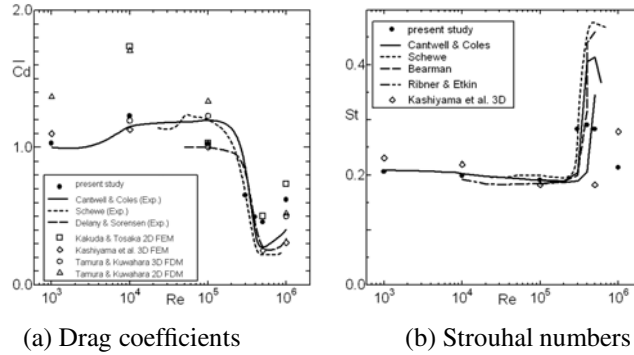 2.0
Cd
1.0
0.0
present study
Cantwell & Coles (Exp.)
Schewe (Exp.)
Delany & Sorensen (Exp.)
Kakuda & Tosaka 2D FEM
Kashiyama et al. 3D FEM
Tamura & Kuwahara 3D FDM
Tamura & Kuwahara 2D FDM
10³ 10⁴ Re 10⁵ 10⁶
(a) Drag coefficients
present study
Cantwell & Coles
Schewe
Bearman
Ribner & Etkin
Kashiyama et al. 3D
0.4
St
0.2
0.0
10³ 10⁴ Re 10⁵ 10⁶
(b) Strouhal numbers